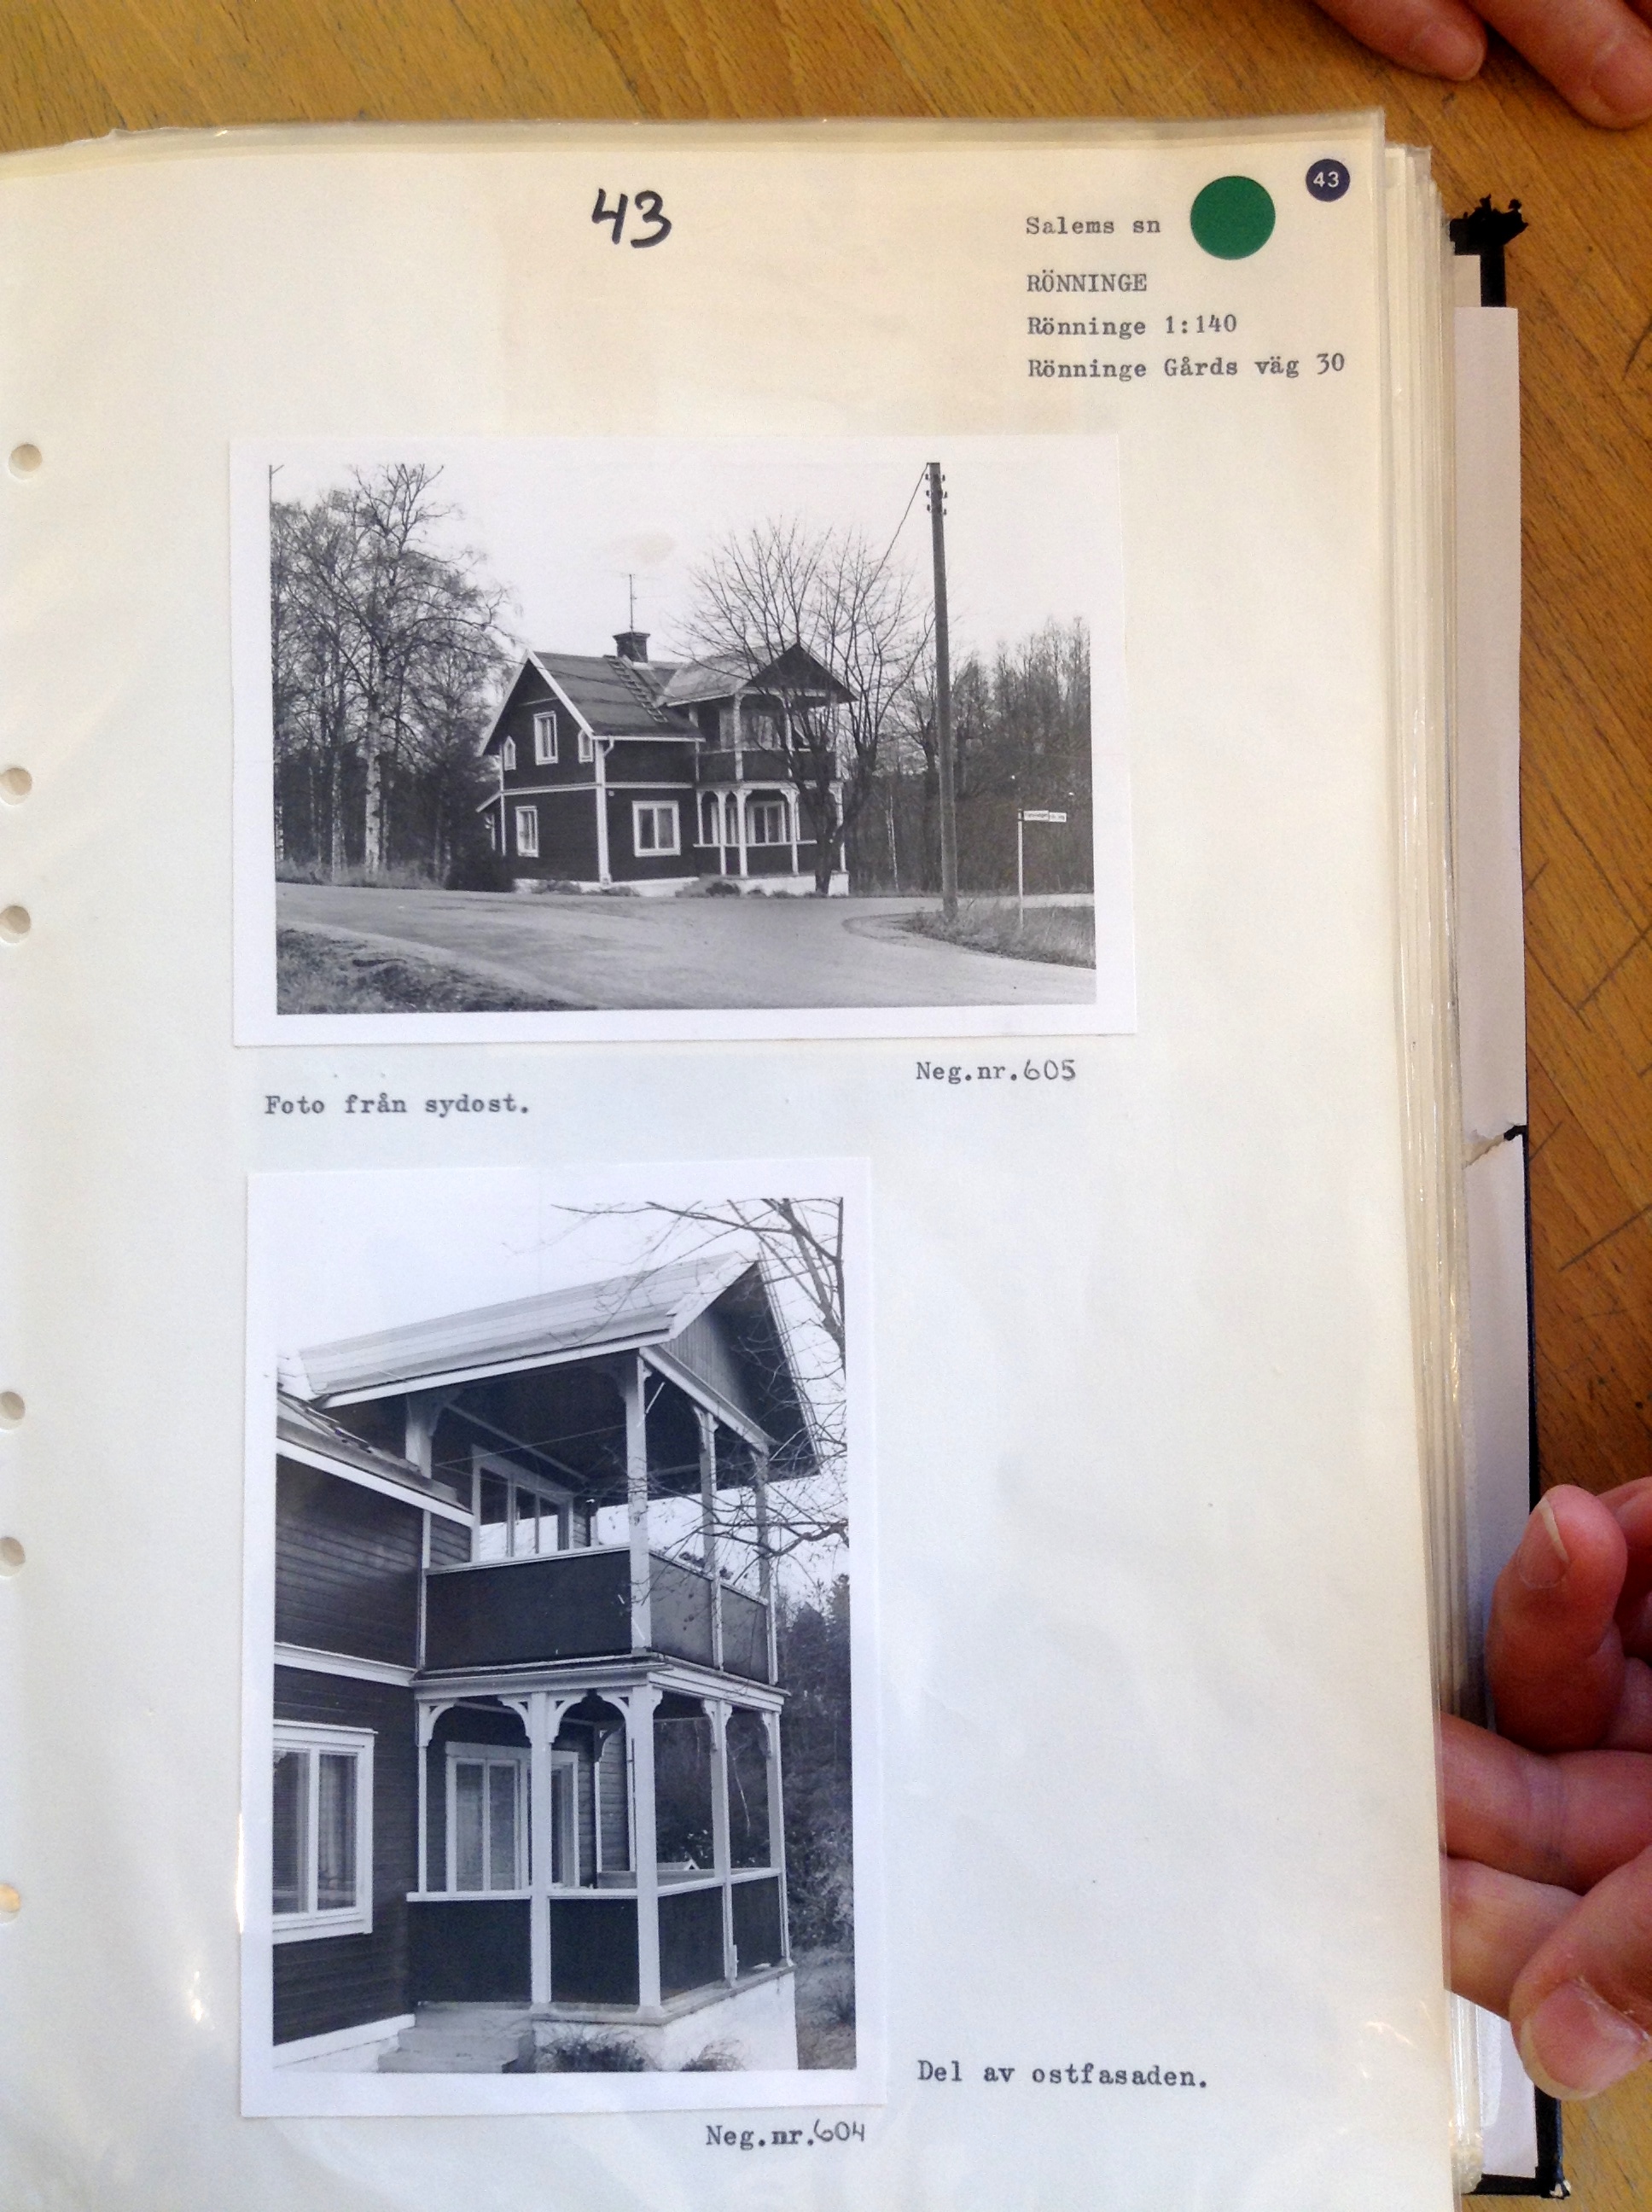 43
43
Salems sn
RÖNNINGE
Rönninge 1:140
Rönninge Gårds väg 30
Neg.nr.605
Foto från sydost.
Del av ostfasaden.
Neg.nr.604